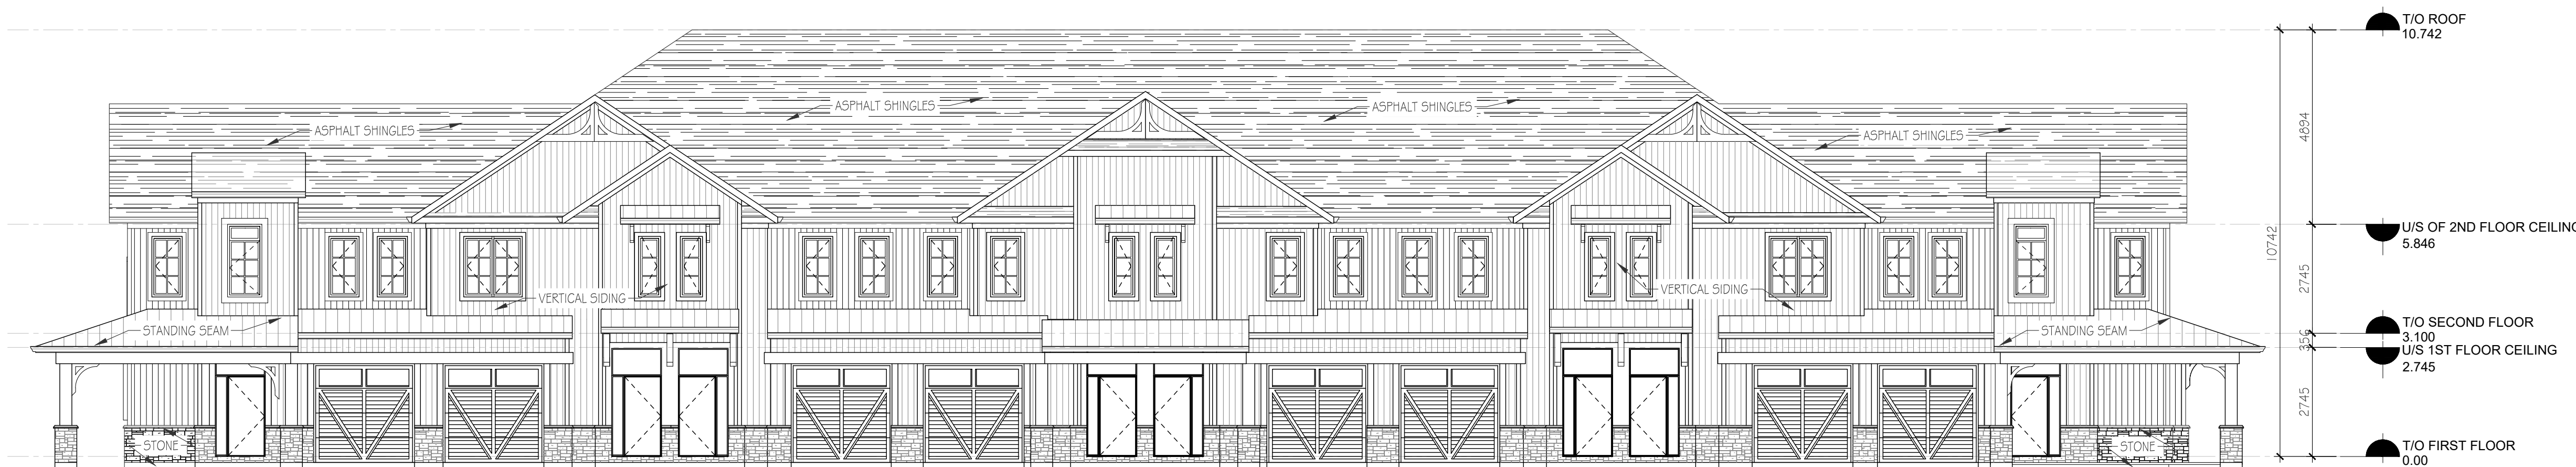 T/O ROOF
10.742
ASPHALT SHINGLES
ASPHALT SHINGLES
ASPHALT SHINGLES
ASPHALT SHINGLES
4894
U/S OF 2ND FLOOR CEILING
5.846
10742
2745
VERTICAL SIDING
VERTICAL SIDING
STANDING SEAM
STANDING SEAM
T/O SECOND FLOOR
3.100
356
U/S 1ST FLOOR CEILING
2.745
2745
STONE
STONE
T/O FIRST FLOOR
0.00